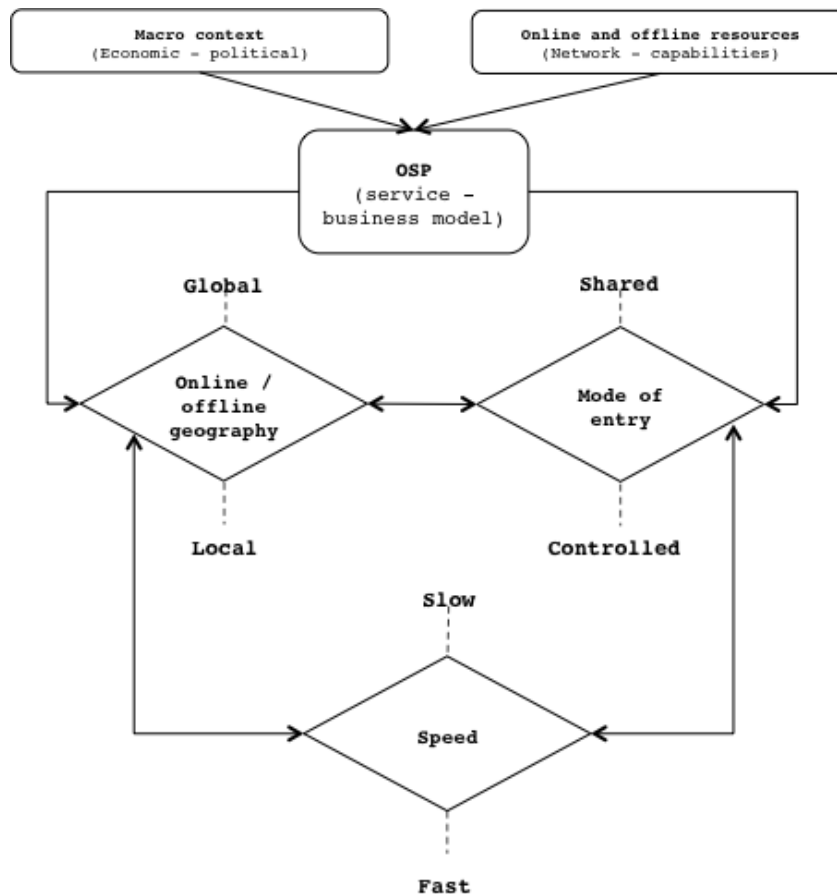 Macro context
(Economic – political)
Online and offline resources
(Network – capabilities)
OSP
(service –
business model)
Global
Shared
Online /
offline
geography
Mode of
entry
Local
Controlled
Slow
Speed
Fast